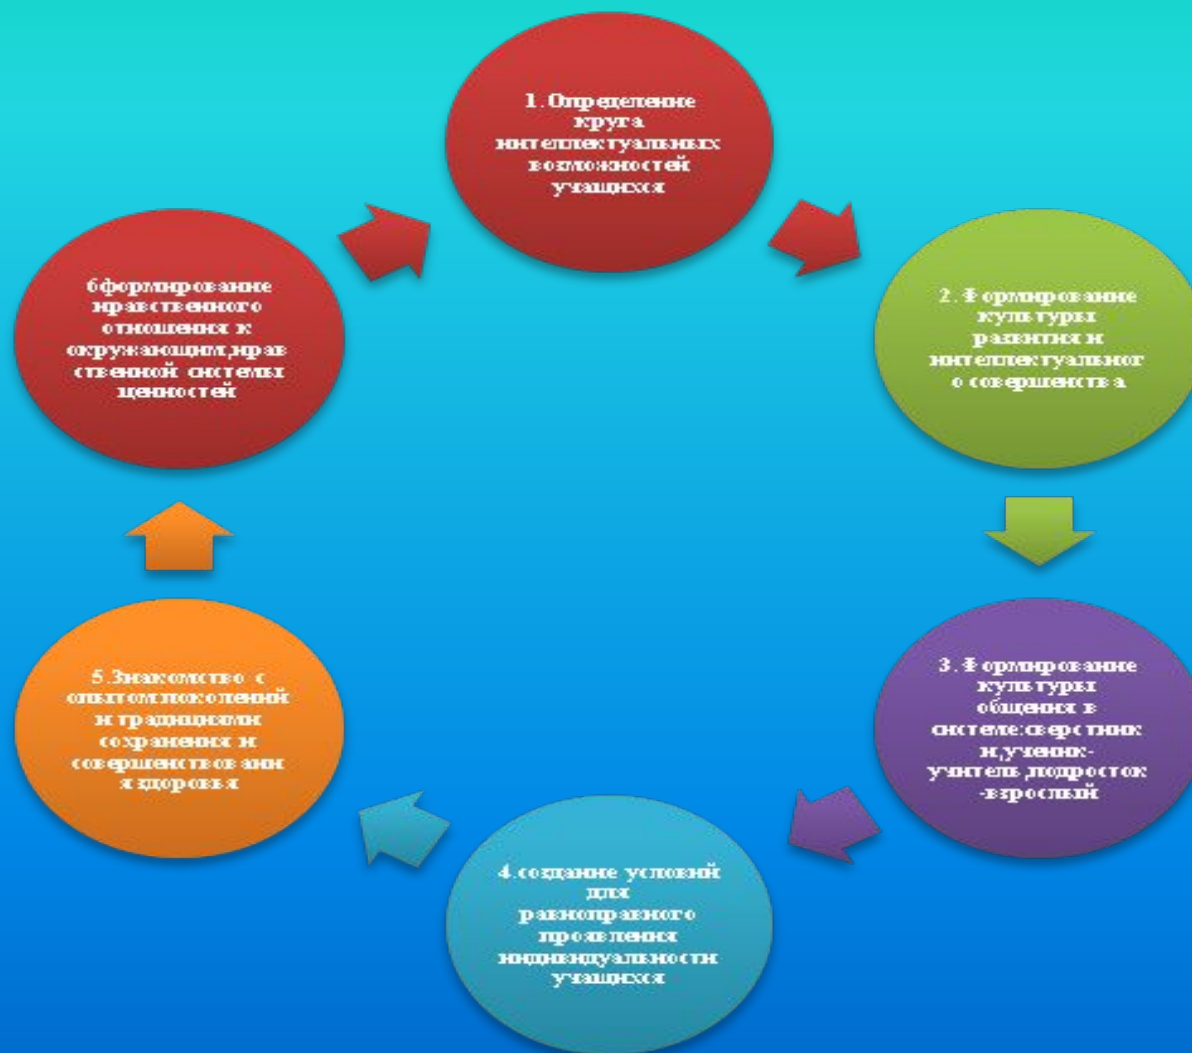 1.Определение
круга
интеллектуальных
возможностей
учащихся
2.Формирование
культуры
развития и
интеллектуальног
о совершенства
3.Формирование
культуры
общения в
системе:сверстник
и,ученик-
учитель,подросток
-взрослый
4.создание условий
для
равноправного
проявления
индивидуальности
учащихся
5.Знакомство с
опытом поколений
и традициями
сохранения и
совершенствовани
я здоровья
6формирование
нравственного
отношения к
окружающим,нрав
ственной системы
ценностей